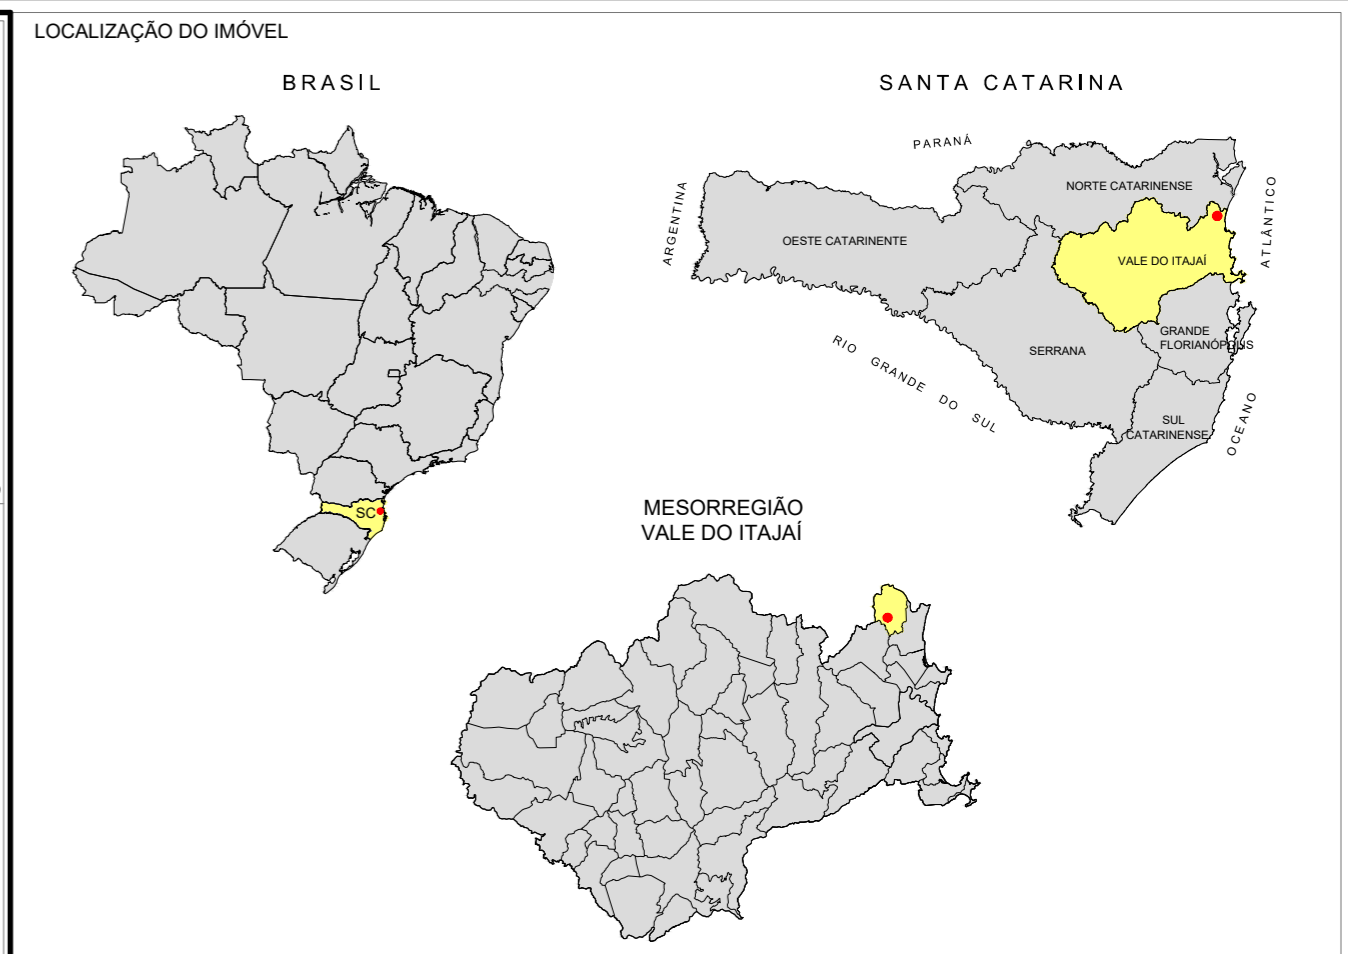 LOCALIZAÇÃO DO IMÓVEL
BRASIL
SANTA CATARINA
PARANÁ
ARGENTINA
NORTE CATARINENSE
ATLÂNTICO
OESTE CATARINENTE
VALE DO ITAJAÍ
RIO GRANDE DO SUL
SERRANA
GRANDE
FLORIANÓPOLIS
SUL
CATARINENSE
OCEANO
SC
MESORREGIÃO
VALE DO ITAJAÍ